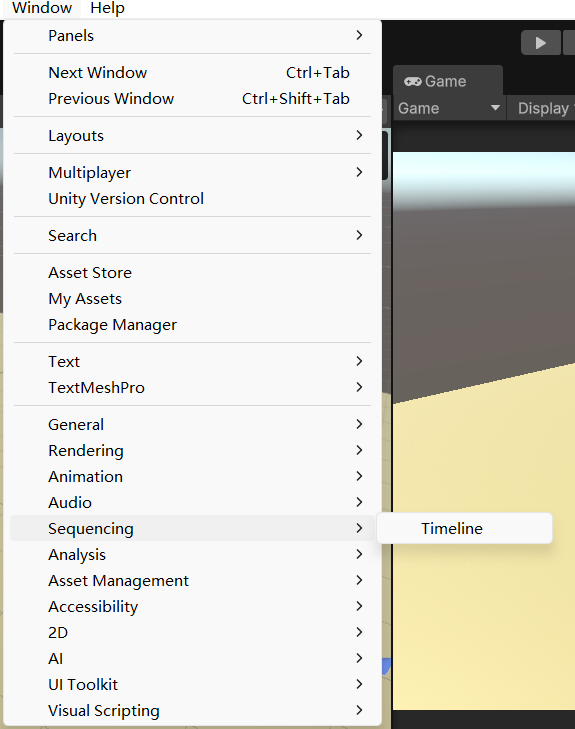 Window Help
Panels
Next Window Ctrl+Tab
Previous Window Ctrl+Shift+Tab
Layouts
Multiplayer
Unity Version Control
Search
Asset Store
My Assets
Package Manager
Text
TextMeshPro
General
Rendering
Animation
Audio
Sequencing
Timeline
Analysis
Asset Management
Accessibility
2D
AI
UI Toolkit
Visual Scripting
Game
Game Display